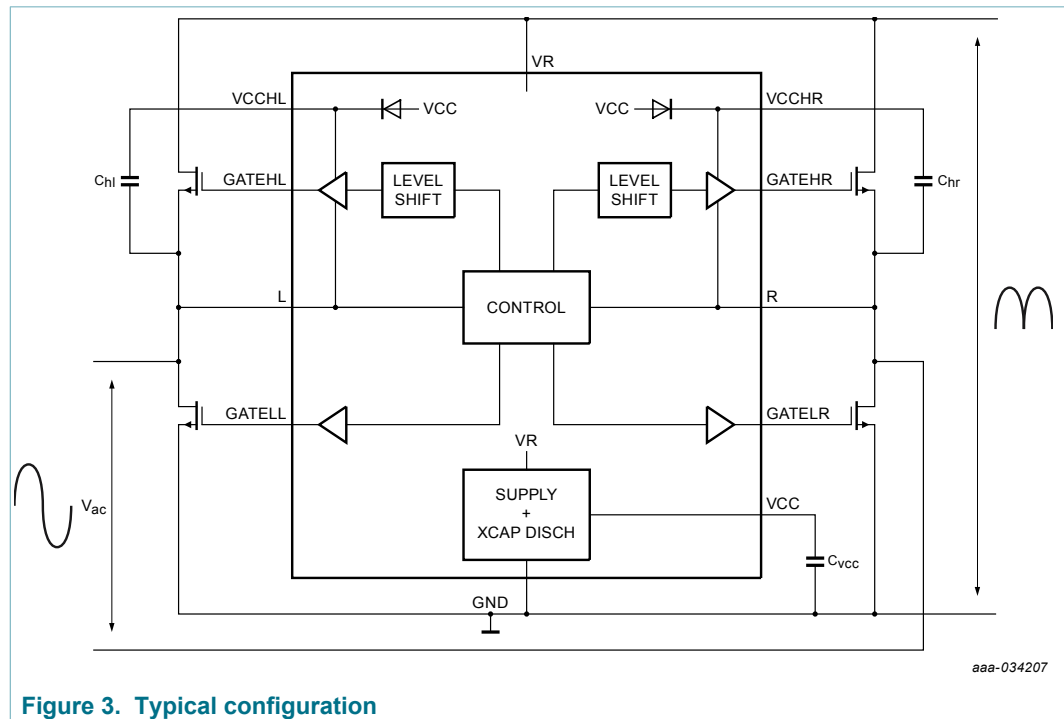 VR
VCCHL
VCC
VCC
VCCHR
Chl
GATEHL
LEVEL
SHIFT
LEVEL
SHIFT
GATEHR
Chr
L
CONTROL
R
GATELL
GATELR
VR
SUPPLY
+
XCAP DISCH
VCC
Vac
Cvcc
GND
aaa-034207
Figure 3. Typical configuration